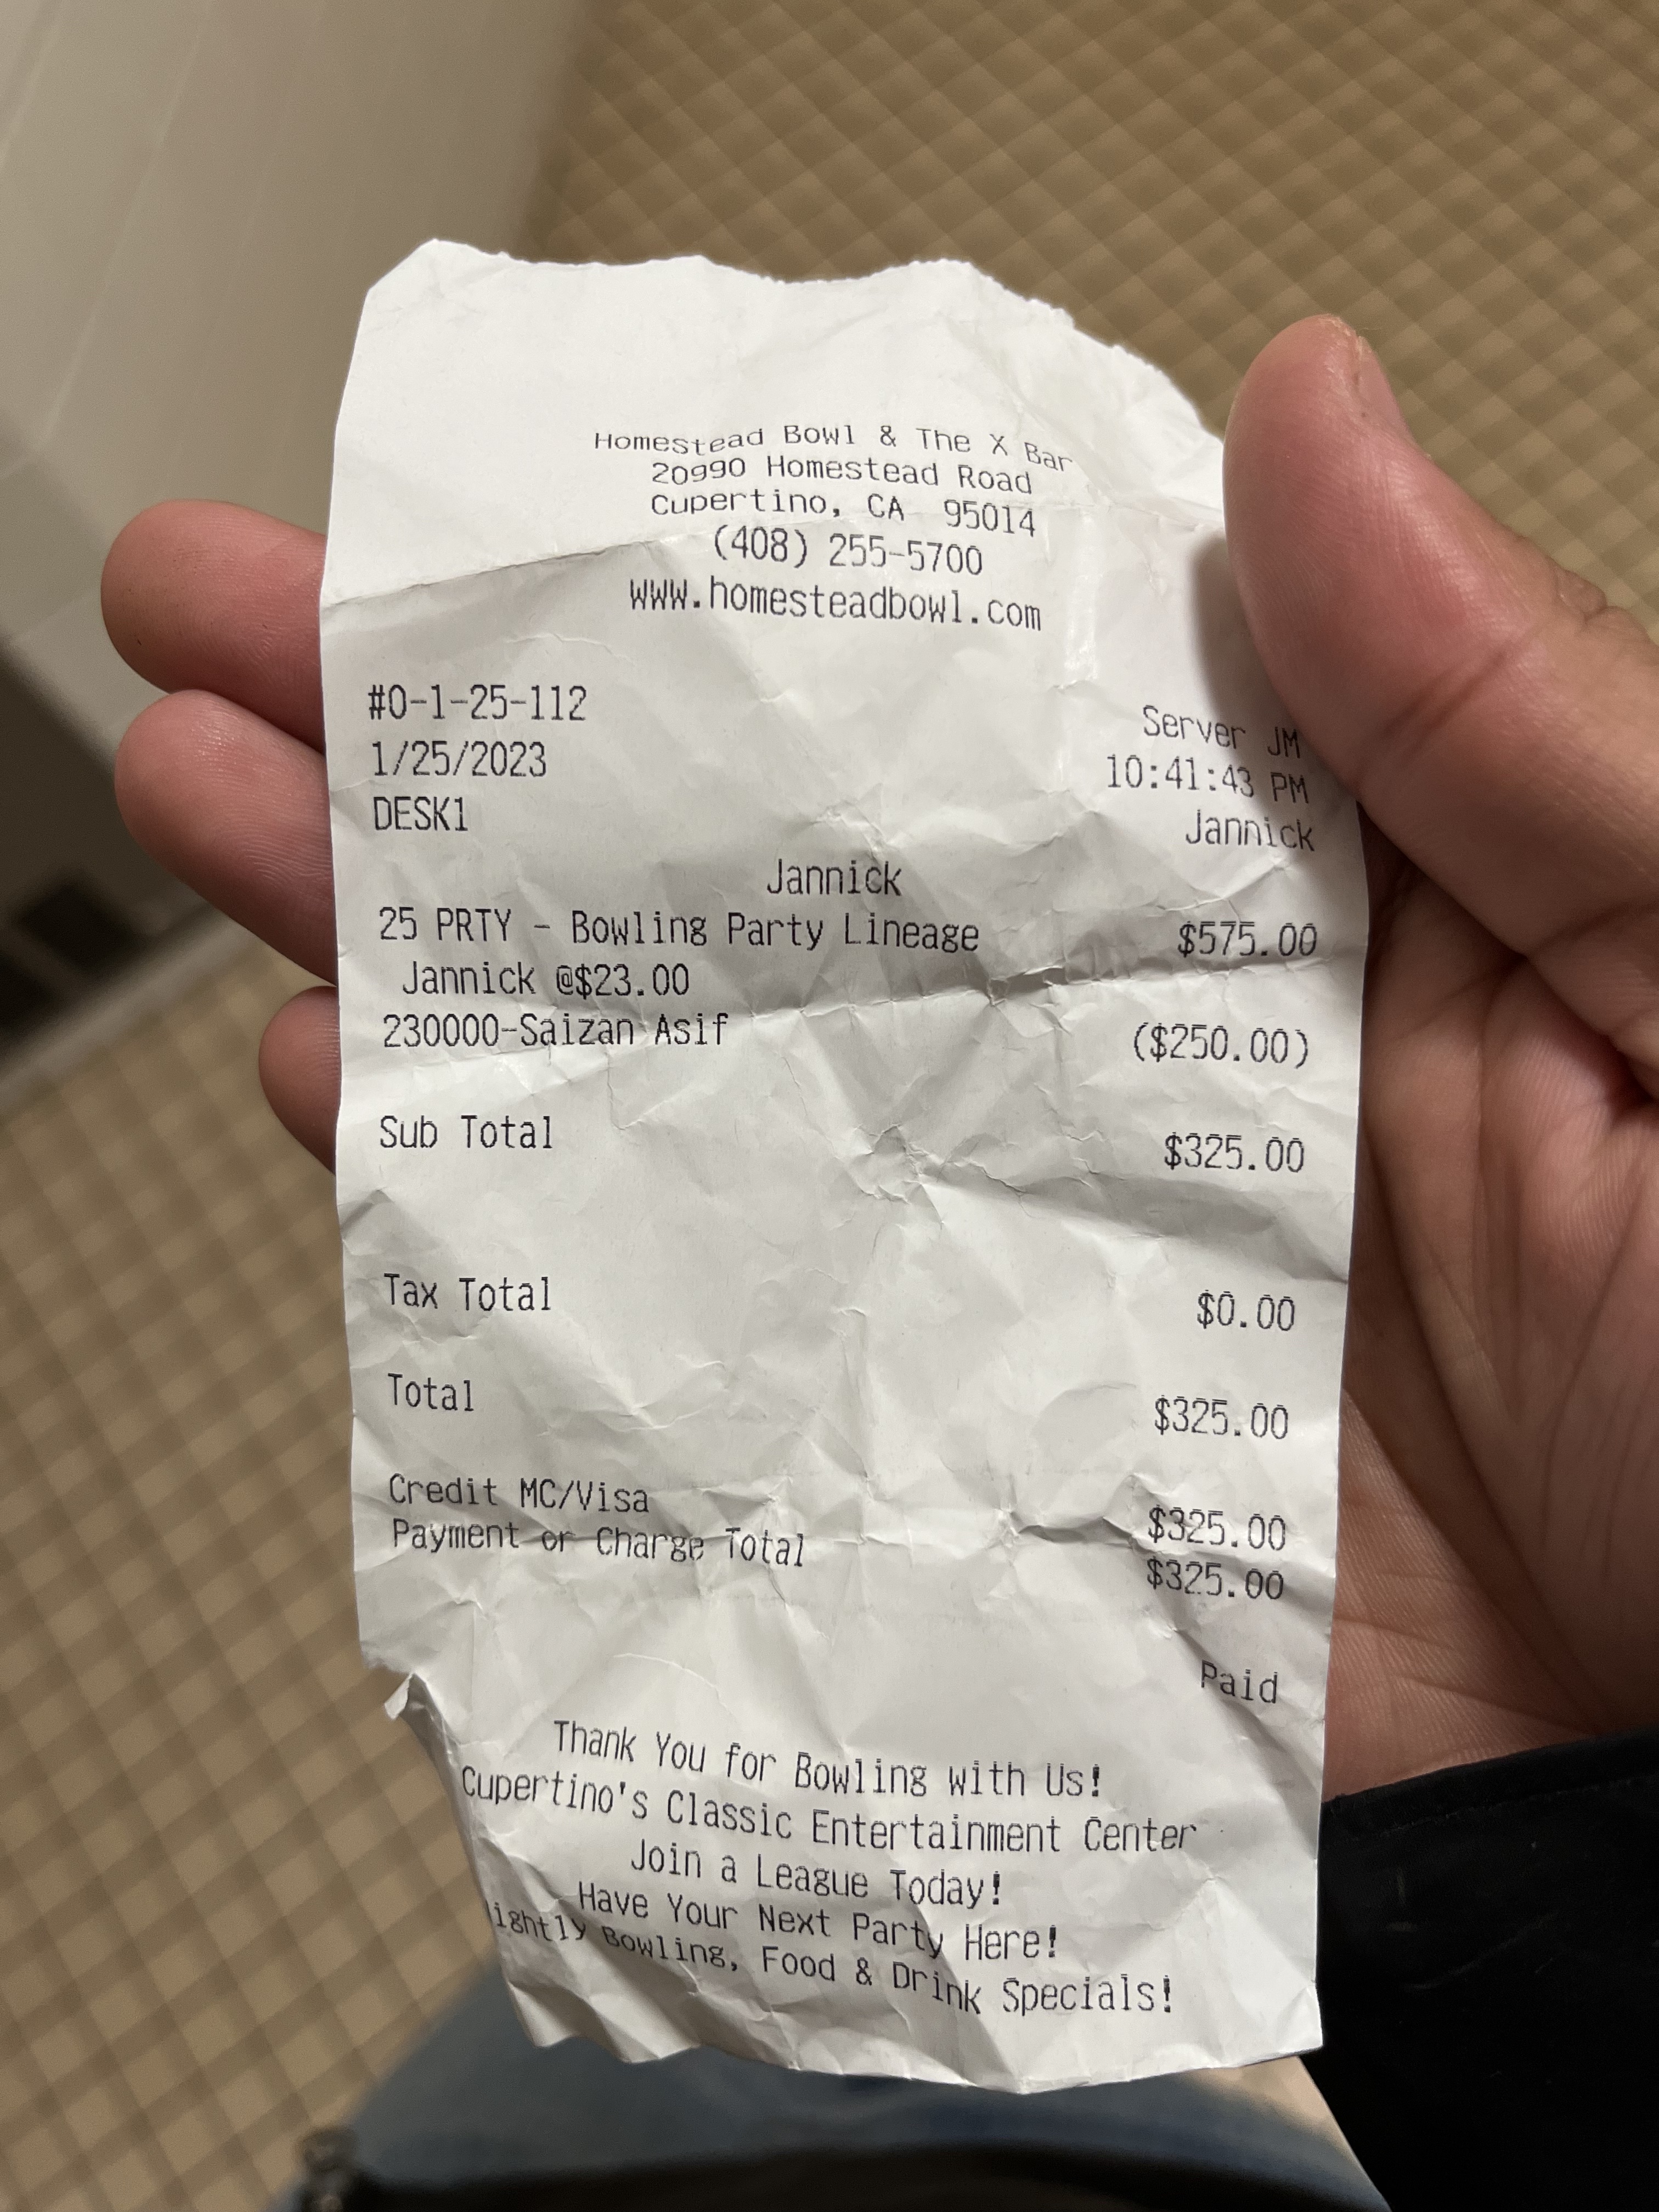 Homestead Bowl & The X Bar
20990 Homestead Road
Cupertino, CA 95014
(408) 255-5700
www.homesteadbowl.com
#0-1-25-112 Server JM
1/25/2023 10:41:43 PM
DESK1 Jannick
Jannick
25 PRTY - Bowling Party Lineage $575.00
Jannick @$23.00
230000-Saizan Asif ($250.00)
Sub Total $325.00
Tax Total $0.00
Total $325.00
Credit MC/Visa $325.00
Payment or Charge Total $325.00
Paid
Thank You for Bowling with Us!
Cupertino's Classic Entertainment Center
Join a League Today!
Have Your Next Party Here!
ightly Bowling, Food & Drink Specials!